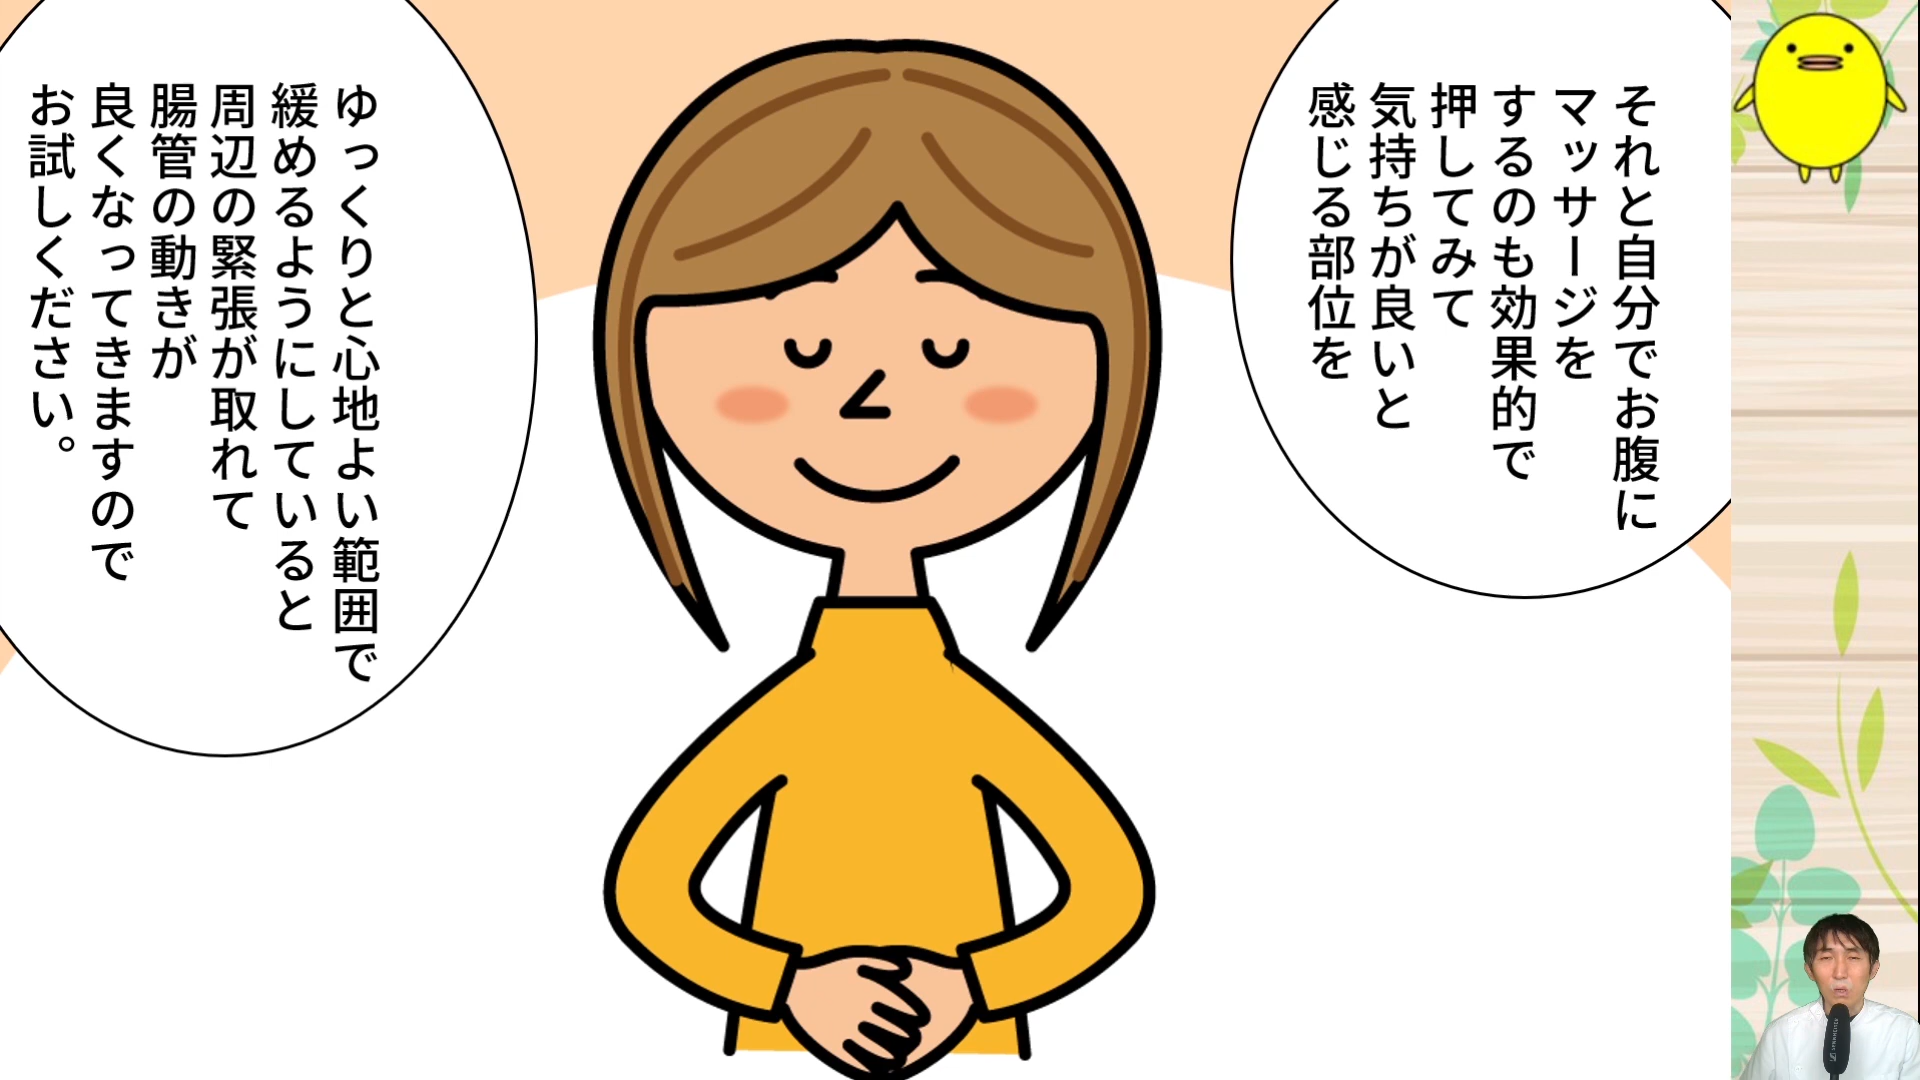 それと自分でお腹に
マッサージを
するのも効果的で
押してみて
気持ちが良いと
感じる部位を
ゆっくりと心地よい範囲で
緩めるようにしていると
周辺の緊張が取れて
腸管の動きが
良くなってきますので
お試しください。